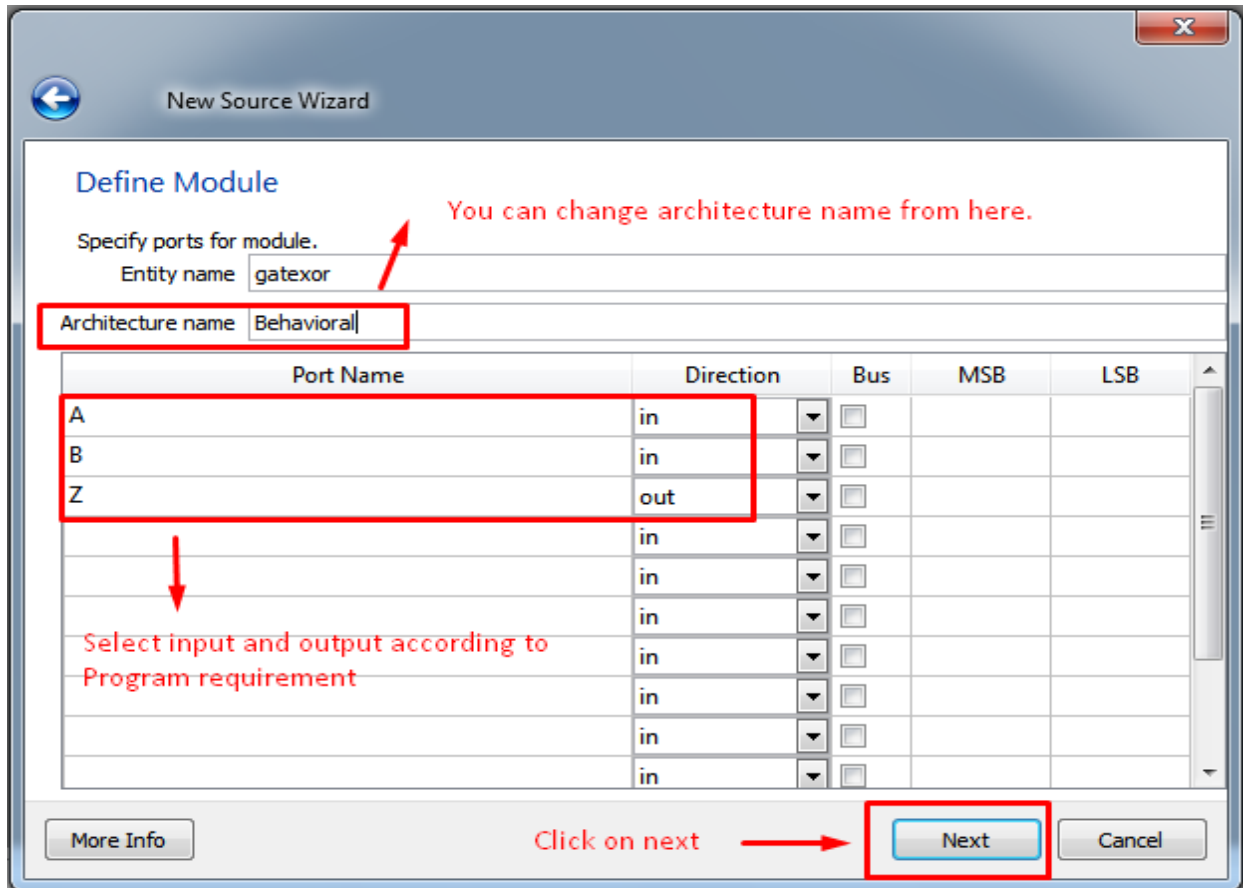 New Source Wizard
Define Module
You can change architecture name from here.
Specify ports for module.
Entity name gatexor
Architecture name Behavioral
Port Name Direction Bus MSB LSB
A in
B in
Z out
in
in
in
Select input and output according to
in
Program requirement
in
in
in
More Info Click on next Next Cancel